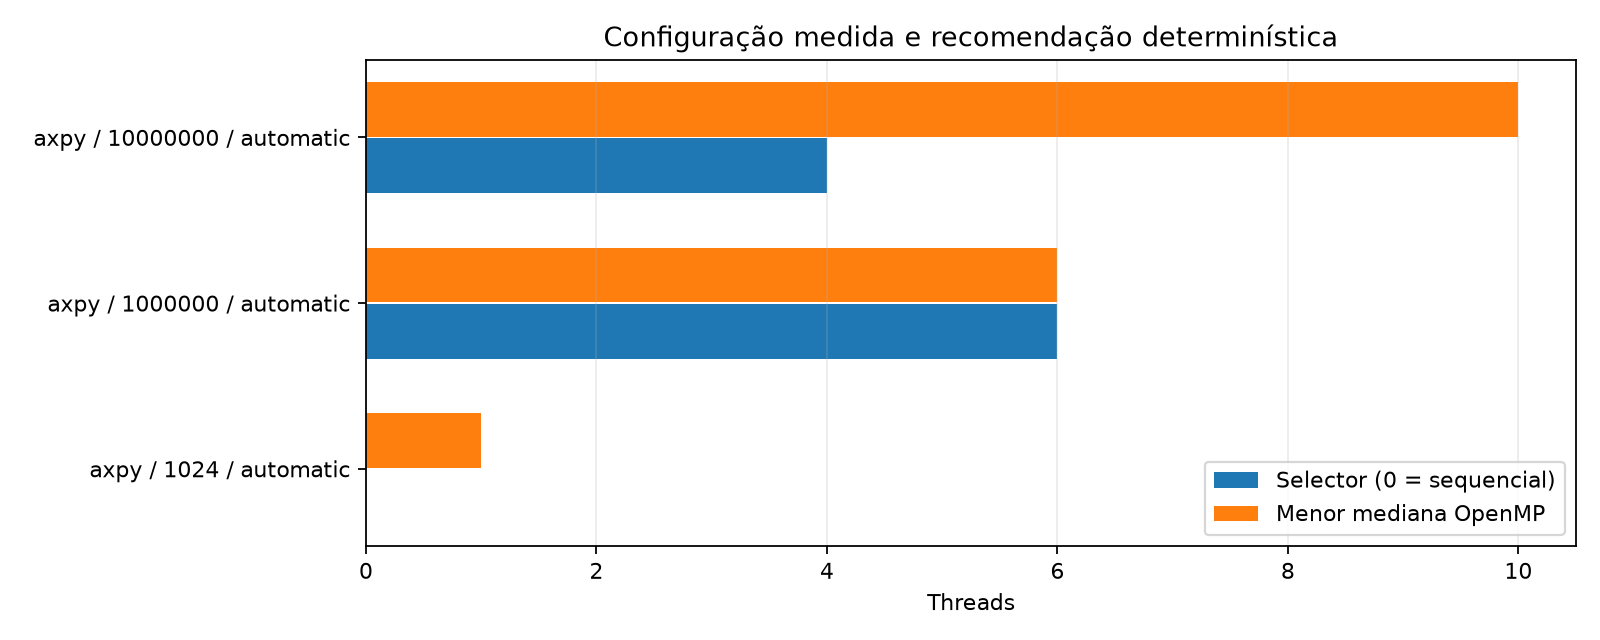 Configuração medida e recomendação determinística
axpy / 10000000 / automatic
axpy / 1000000 / automatic
axpy / 1024 / automatic
Selector (0 = sequencial)
Menor mediana OpenMP
0 2 4 6 8 10
Threads